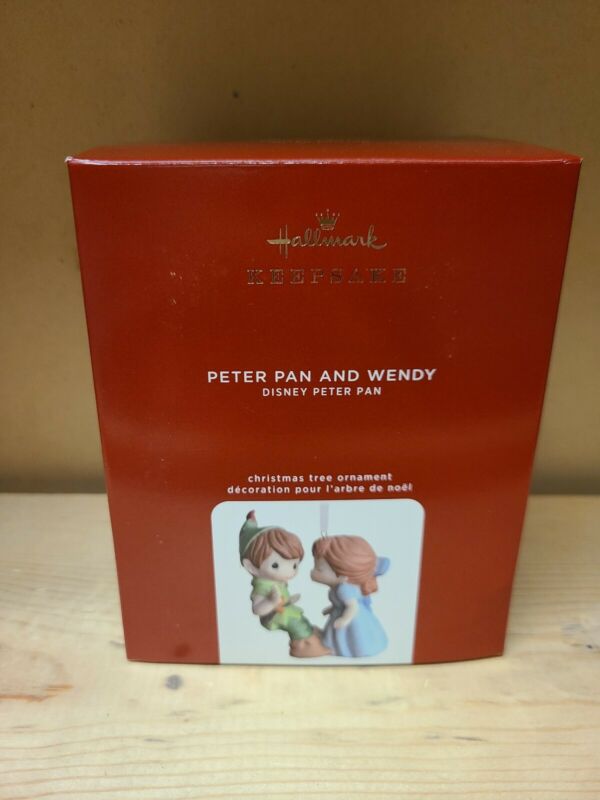 Hallmark
KEEPSAKE
PETER PAN AND WENDY
DISNEY PETER PAN
christmas tree ornament
décoration pour l'arbre de noël